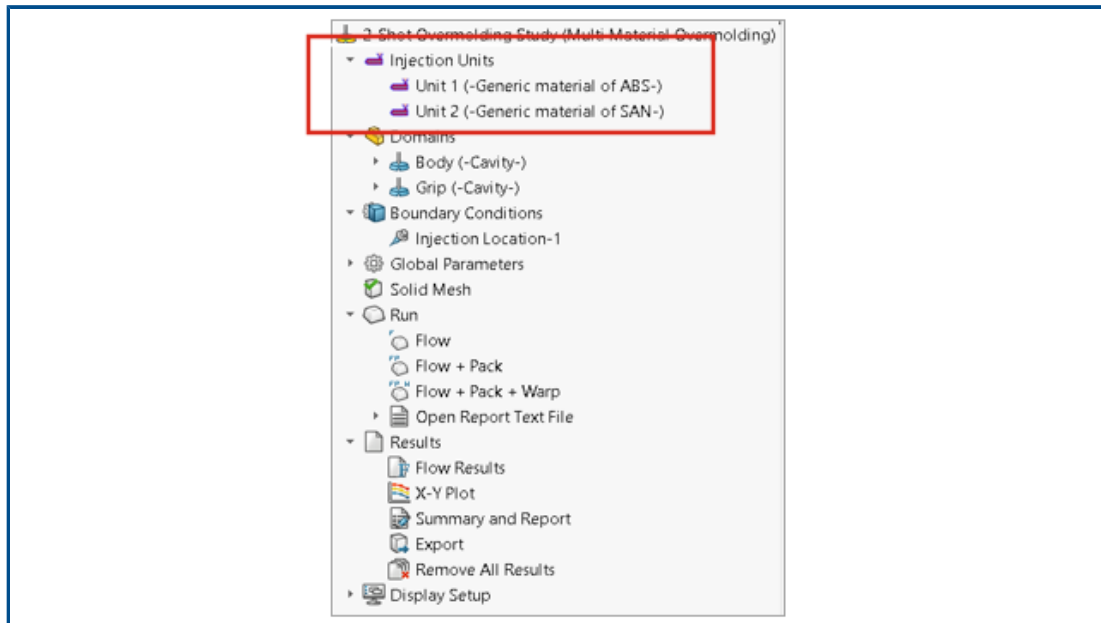 2-Shot Overmolding Study (Multi Material Overmolding)
Injection Units
Unit 1 (-Generic material of ABS-)
Unit 2 (-Generic material of SAN-)
Domains
Body (-Cavity-)
Grip (-Cavity-)
Boundary Conditions
Injection Location-1
Global Parameters
Solid Mesh
Run
Flow
Flow + Pack
Flow + Pack + Warp
Open Report Text File
Results
Flow Results
X-Y Plot
Summary and Report
Export
Remove All Results
Display Setup